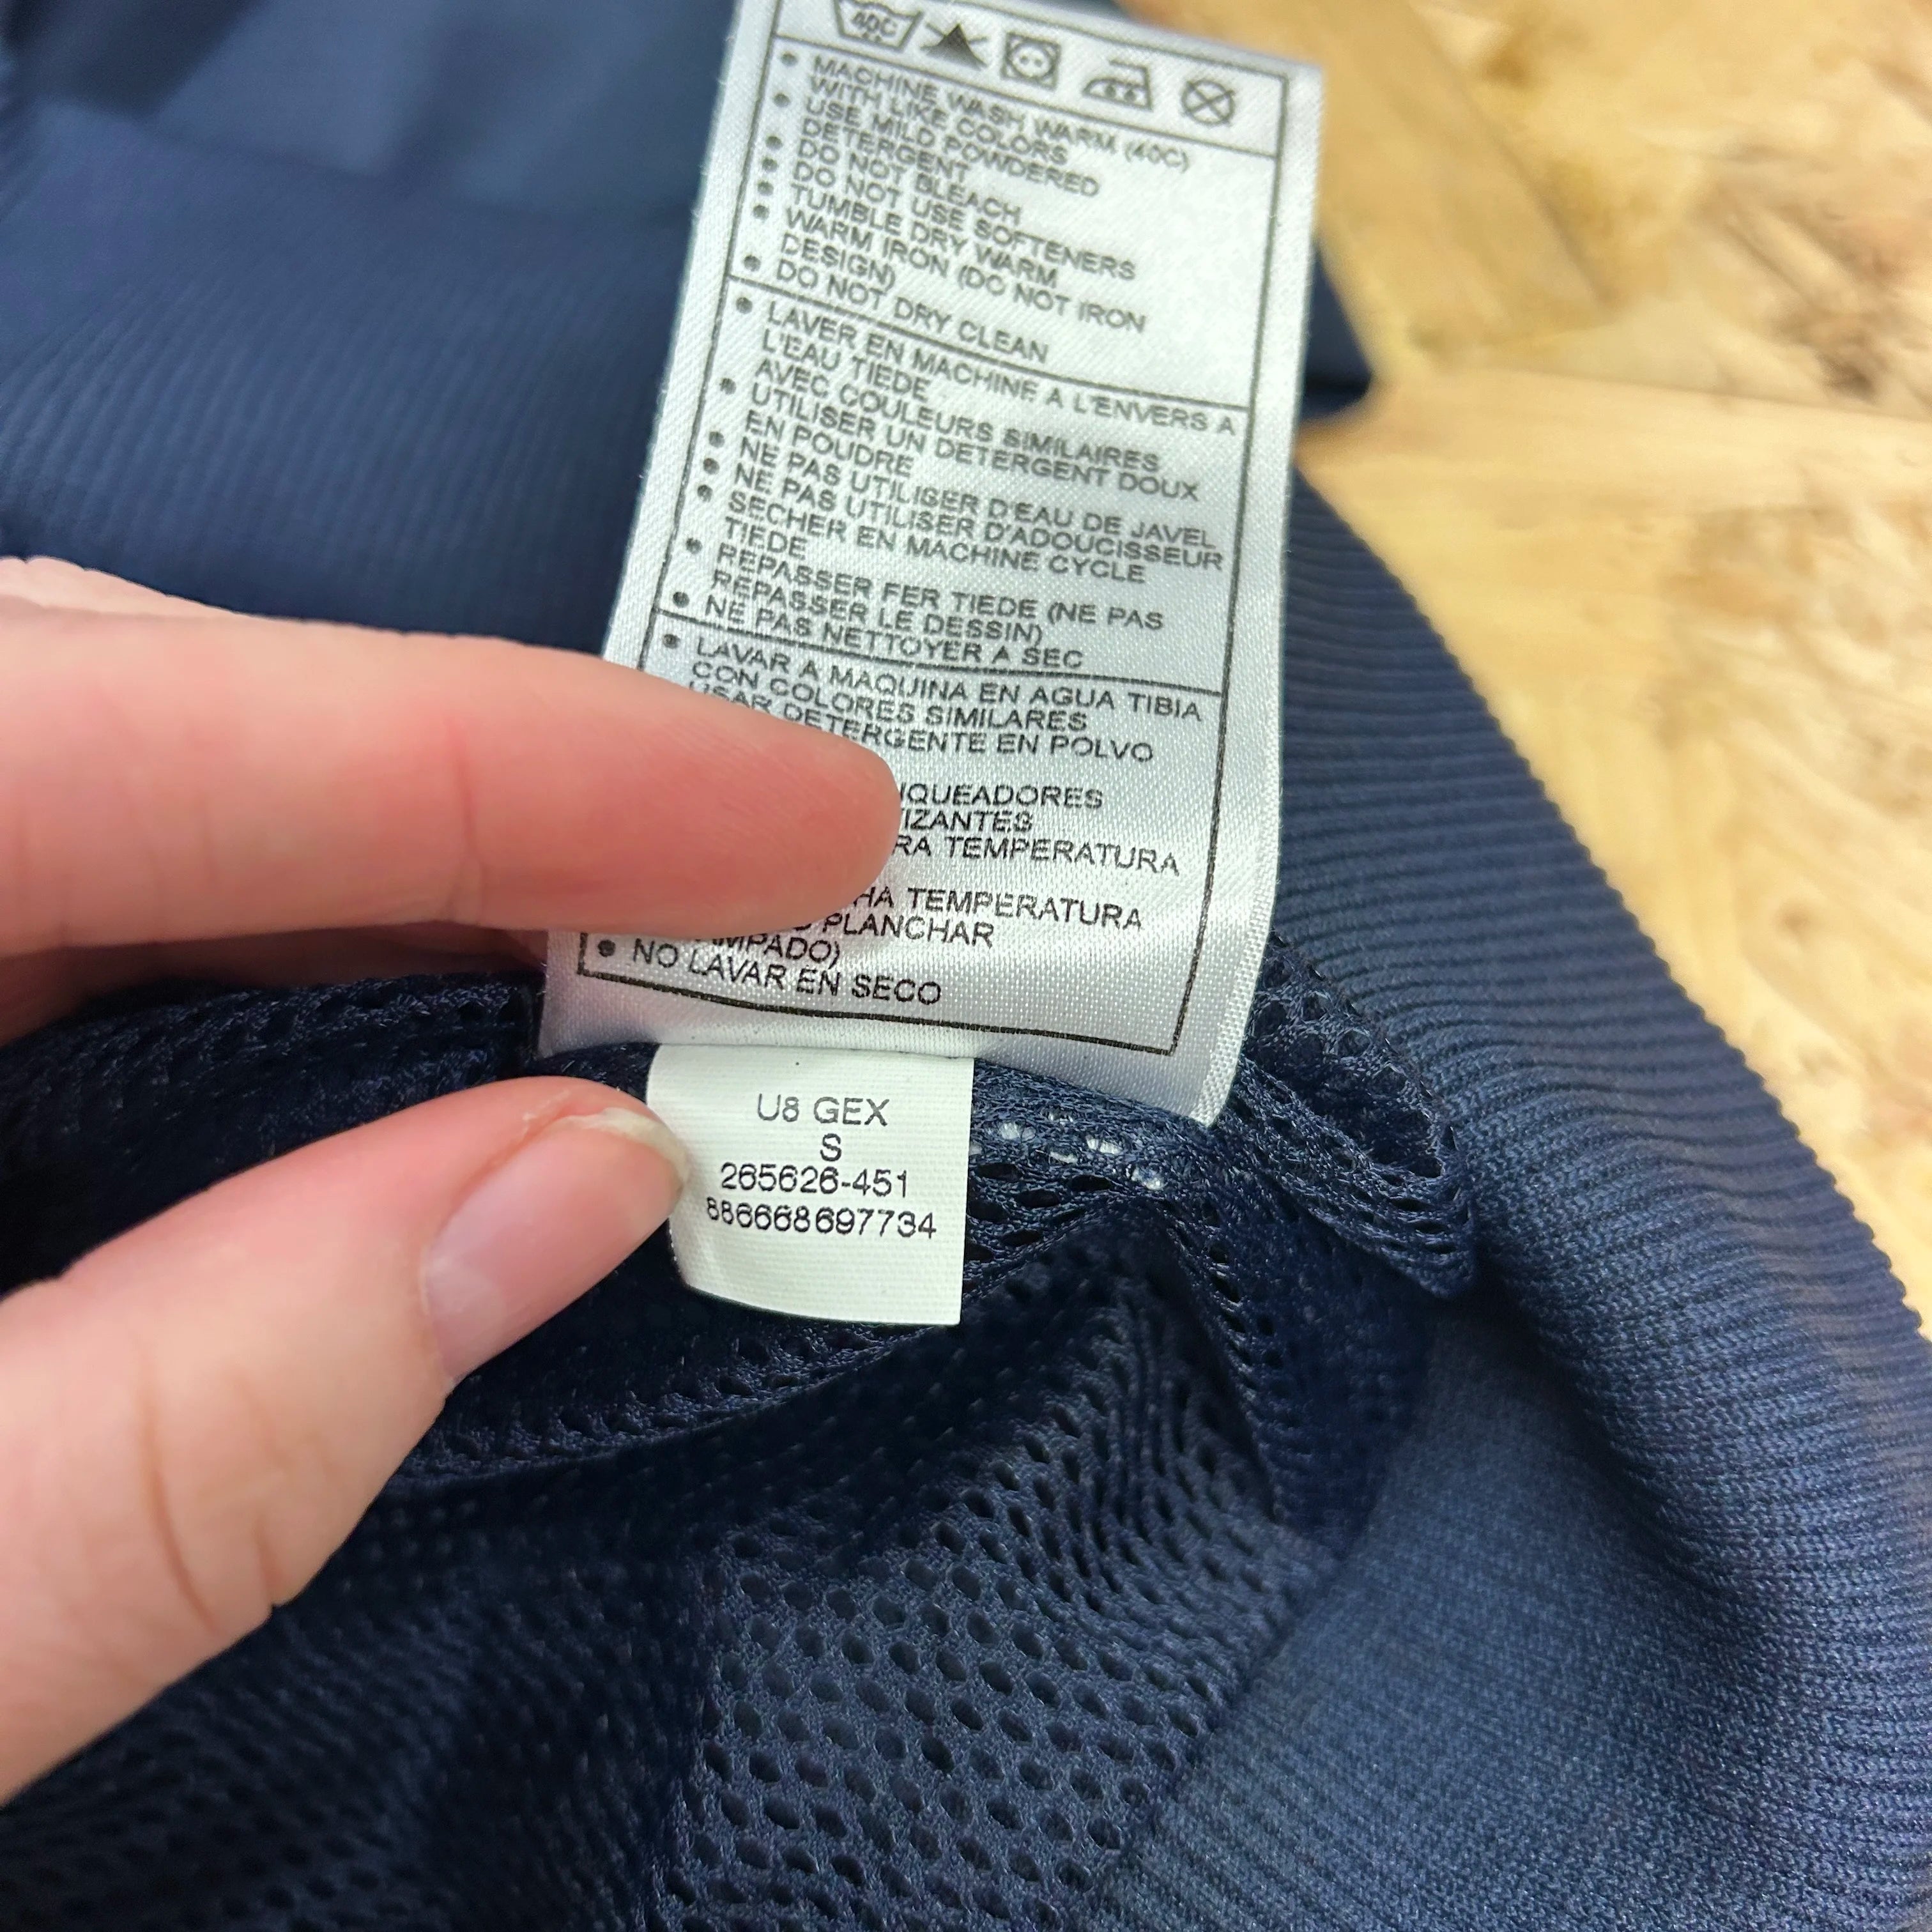 40C
MACHINE WASH WARM (40C)
WITH LIKE COLORS
USE MILD POWDERED
DETERGENT
DO NOT BLEACH
DO NOT USE SOFTENERS
TUMBLE DRY WARM
WARM IRON (DO NOT IRON
DESIGN)
DO NOT DRY CLEAN
LAVER EN MACHINE A L'ENVERS A
L'EAU TIEDE
AVEC COULEURS SIMILAIRES
UTILISER UN DETERGENT DOUX
EN POUDRE
NE PAS UTILISER D'EAU DE JAVEL
NE PAS UTILISER D'ADOUCISSEUR
SECHER EN MACHINE CYCLE
TIEDE
REPASSER FER TIEDE (NE PAS
REPASSER LE DESSIN)
NE PAS NETTOYER A SEC
LAVAR A MAQUINA EN AGUA TIBIA
CON COLORES SIMILARES
USAR DETERGENTE EN POLVO
TEMPERATURA
TEMPERATURA
PLANCHAR
NO LAVAR EN SECO
U8 GEX
S
265626-451
886668697734